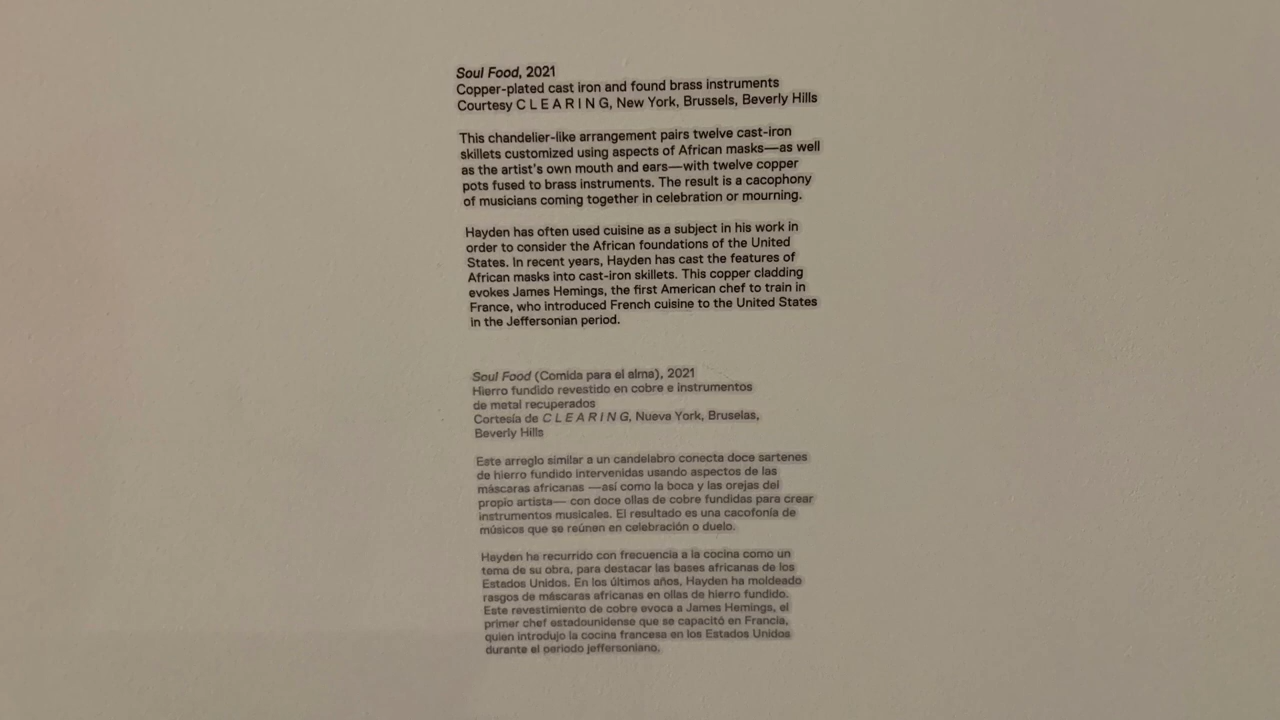 Soul Food, 2021
Copper-plated cast iron and found brass instruments
Courtesy C L E A R I N G, New York, Brussels, Beverly Hills
This chandelier-like arrangement pairs twelve cast-iron
skillets customized using aspects of African masks—as well
as the artist's own mouth and ears—with twelve copper
pots fused to brass instruments. The result is a cacophony
of musicians coming together in celebration or mourning.
Hayden has often used cuisine as a subject in his work in
order to consider the African foundations of the United
States. In recent years, Hayden has cast the features of
African masks into cast-iron skillets. This copper cladding
evokes James Hemings, the first American chef to train in
France, who introduced French cuisine to the United States
in the Jeffersonian period.
Soul Food (Comida para el alma), 2021
Hierro fundido revestido en cobre e instrumentos
de metal recuperados
Cortesía de C L E A R I N G, Nueva York, Bruselas,
Beverly Hills
Este arreglo similar a un candelabro conecta doce sartenes
de hierro fundido intervenidas usando aspectos de las
máscaras africanas —así como la boca y las orejas del
propio artista— con doce ollas de cobre fundidas para crear
instrumentos musicales. El resultado es una cacofonía de
músicos que se reúnen en celebración o duelo.
Hayden ha recurrido con frecuencia a la cocina como un
tema de su obra, para destacar las bases africanas de los
Estados Unidos. En los últimos años, Hayden ha moldeado
rasgos de máscaras africanas en ollas de hierro fundido.
Este revestimiento de cobre evoca a James Hemings, el
primer chef estadounidense que se capacitó en Francia,
quien introdujo la cocina francesa en los Estados Unidos
durante el periodo jeffersoniano.